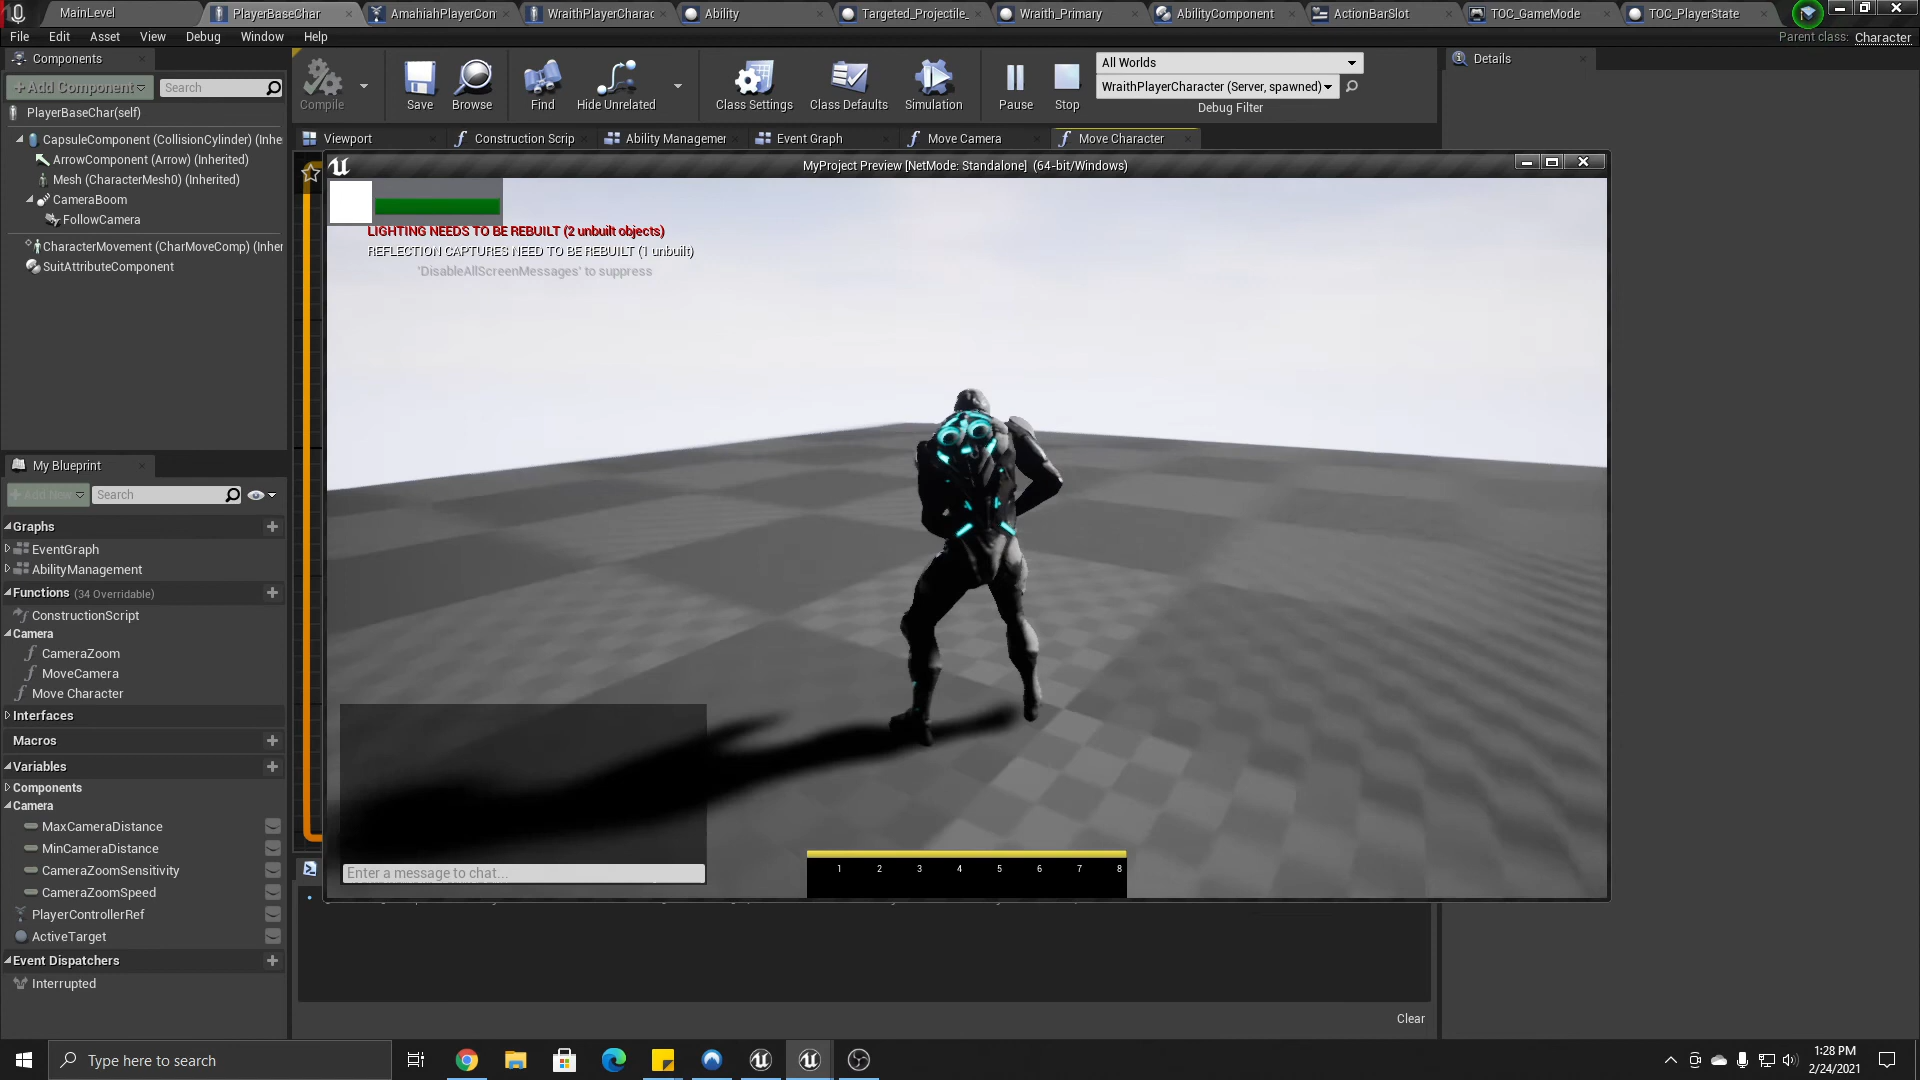 MainLevel
PlayerBaseChar
AmahiahPlayerCon
WraithPlayerCharac
Ability
Targeted_Projectile_
Wraith_Primary
AbilityComponent
ActionBarSlot
TOC_GameMode
TOC_PlayerState
File Edit Asset View Debug Window Help
Parent class: Character
Components
+ Add Component
Search
PlayerBaseChar(self)
CapsuleComponent (CollisionCylinder) (Inhe
ArrowComponent (Arrow) (Inherited)
Mesh (CharacterMesh0) (Inherited)
CameraBoom
FollowCamera
CharacterMovement (CharMoveComp) (Inher
SuitAttributeComponent
Compile
Save
Browse
Find
Hide Unrelated
Class Settings
Class Defaults
Simulation
Pause
Stop
All Worlds
WraithPlayerCharacter (Server, spawned)
Debug Filter
Details
Viewport
Construction Scrip
Ability Managemen
Event Graph
Move Camera
Move Character
MyProject Preview [NetMode: Standalone] (64-bit/Windows)
LIGHTING NEEDS TO BE REBUILT (2 unbuilt objects)
REFLECTION CAPTURES NEED TO BE REBUILT (1 unbuilt)
'DisableAllScreenMessages' to suppress
Enter a message to chat...
1 2 3 4 5 6 7 8
My Blueprint
+ Add New
Search
Graphs
EventGraph
AbilityManagement
Functions (34 Overridable)
ConstructionScript
Camera
CameraZoom
MoveCamera
Move Character
Interfaces
Macros
Variables
Components
Camera
MaxCameraDistance
MinCameraDistance
CameraZoomSensitivity
CameraZoomSpeed
PlayerControllerRef
ActiveTarget
Event Dispatchers
Interrupted
Clear
Type here to search
1:28 PM
2/24/2021